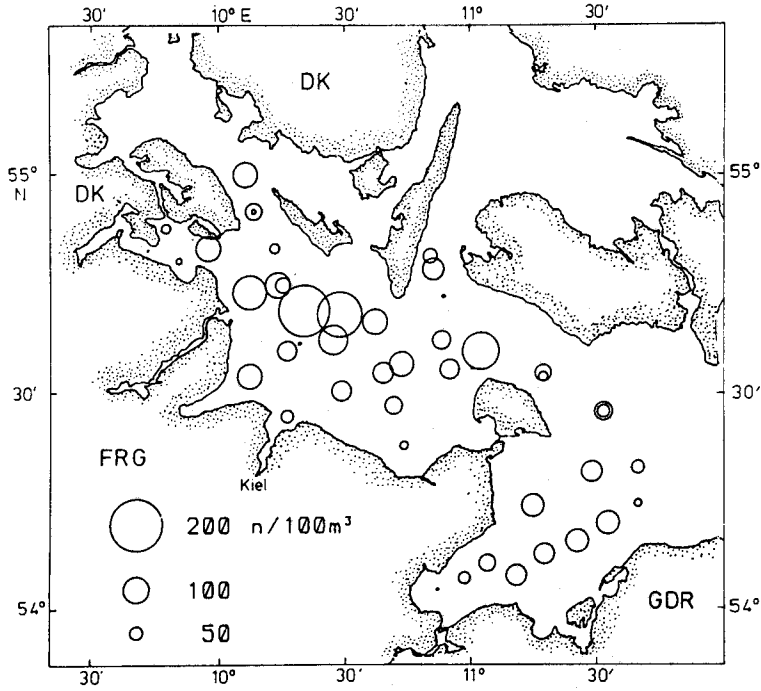 30' 10° E 30' 11° 30'
DK
55° 55°
N
DK
30' 30'
FRG
Kiel
200 n/100m³
100
54° 54°
GDR
50
30' 10° 30' 11° 30'